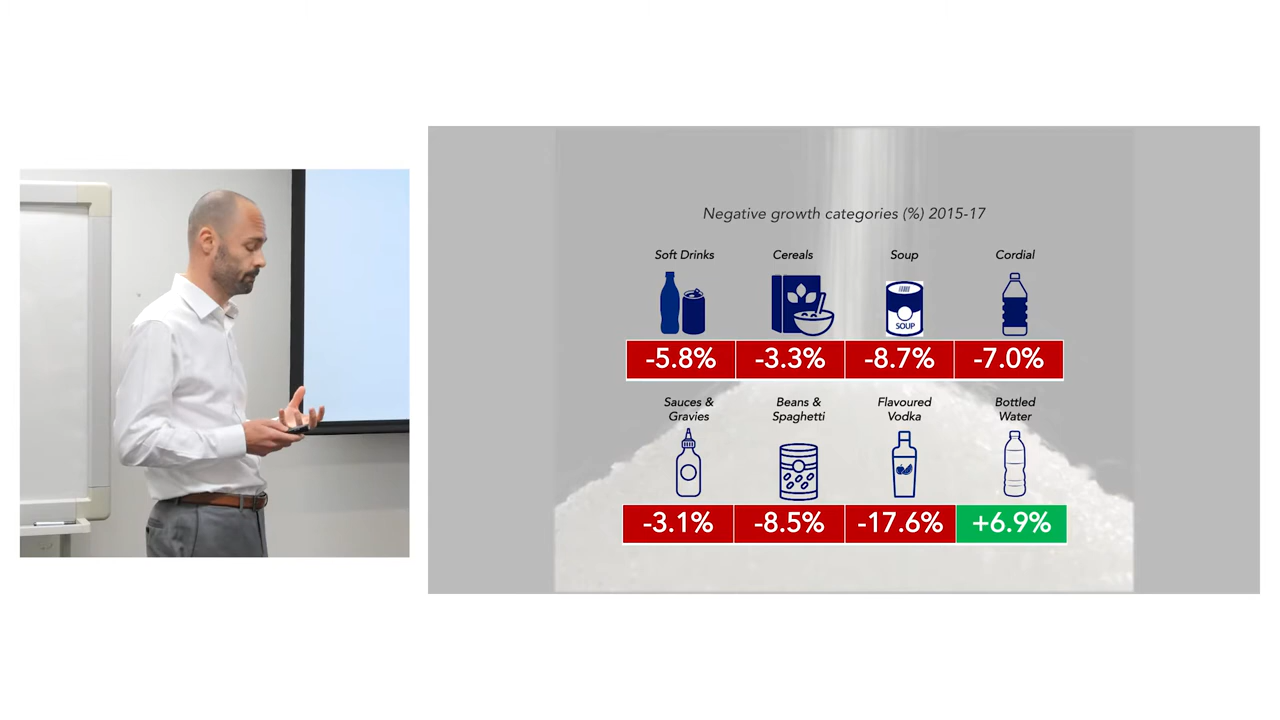 Negative growth categories (%) 2015-17
Soft Drinks
Cereals
Soup
Cordial
SOUP
-5.8%
-3.3%
-8.7%
-7.0%
Sauces &
Gravies
Beans &
Spaghetti
Flavoured
Vodka
Bottled
Water
-3.1%
-8.5%
-17.6%
+6.9%